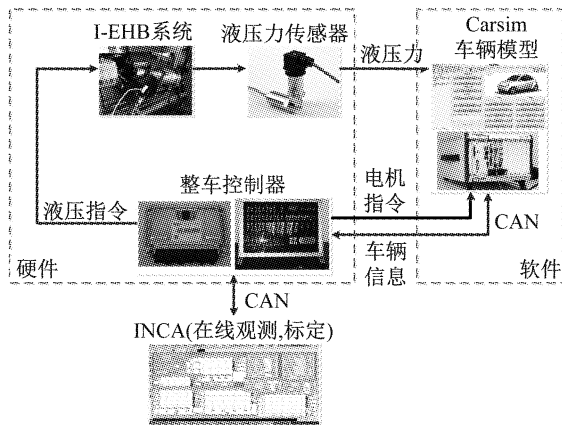 I-EHB系统
液压力传感器
液压力
Carsim
车辆模型
整车控制器
电机
指令
液压指令
CAN
车辆
信息
硬件
软件
CAN
INCA(在线观测,标定)